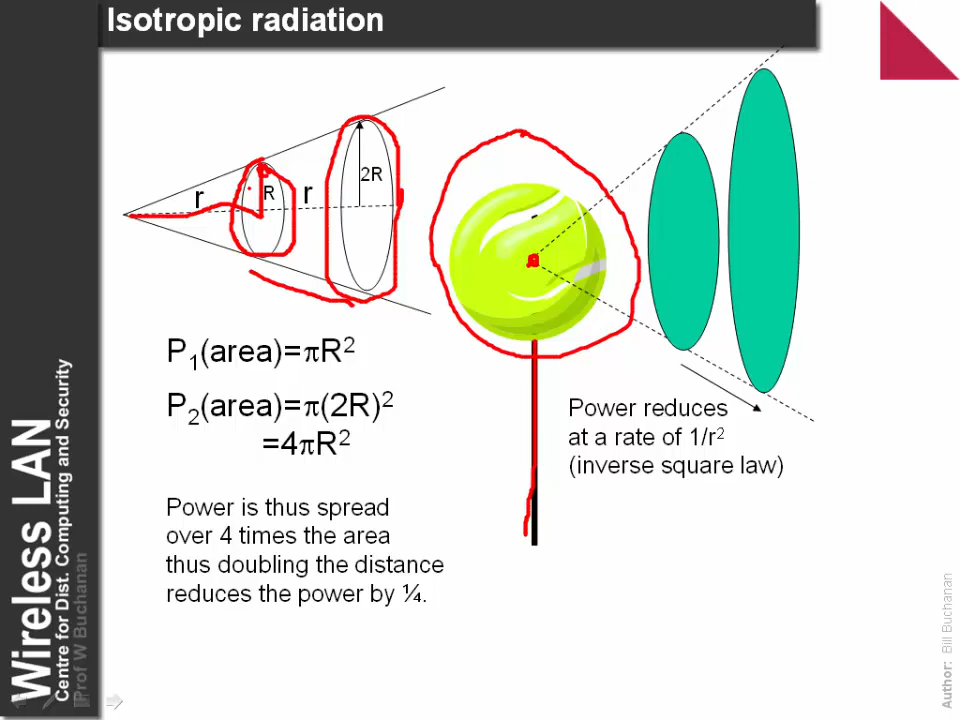 Isotropic radiation
r
R
r
2R
P1(area)=πR²
P2(area)=π(2R)²
=4πR²
Power is thus spread
over 4 times the area
thus doubling the distance
reduces the power by ¼.
Power reduces
at a rate of 1/r²
(inverse square law)
Wireless LAN
Centre for Dist. Computing and Security
Prof W Buchanan
Author: Bill Buchanan